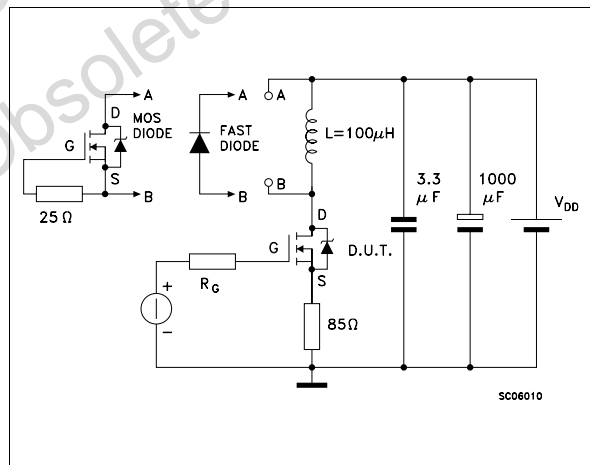 obsolete
A
A
A
D
MOS
DIODE
FAST
DIODE
L=100μH
G
S
B
B
B
25 Ω
3.3
μF
1000
μF
V_DD
D
G
D.U.T.
S
R_G
+
-
85Ω
SC06010